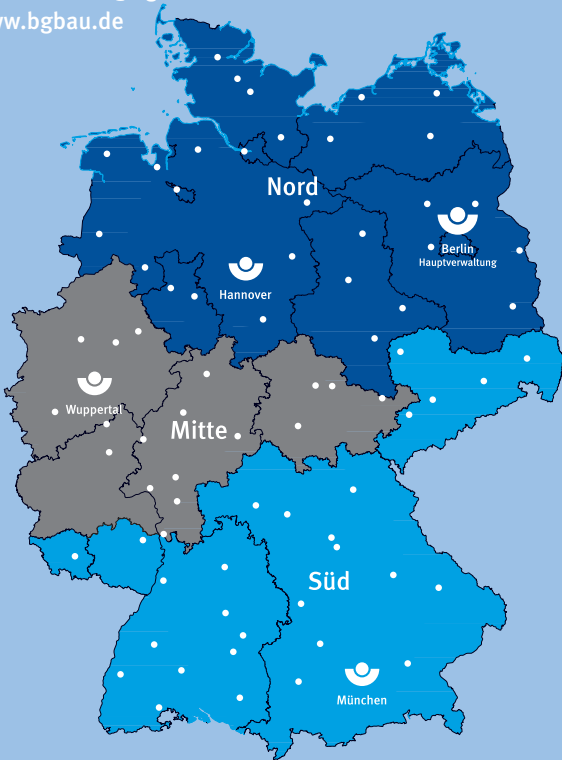 www.bgbau.de
Nord
Berlin
Hauptverwaltung
Hannover
Wuppertal
Mitte
Süd
München